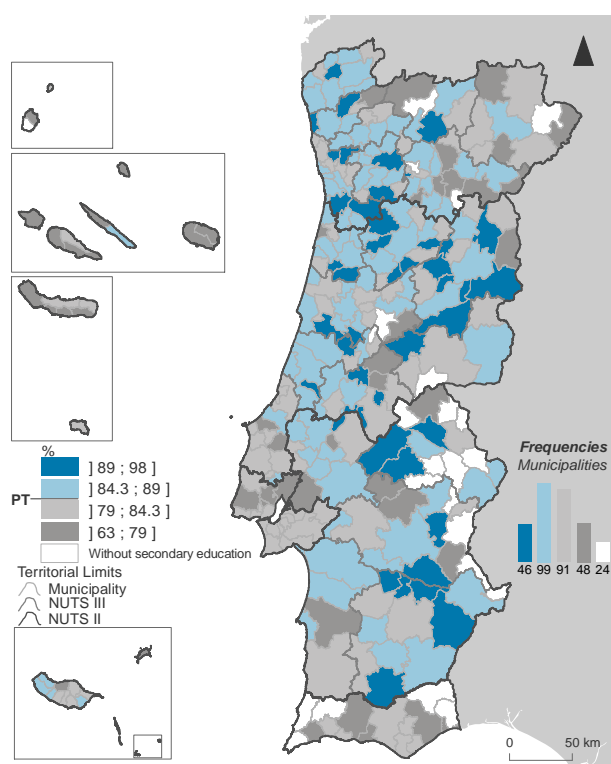 %
] 89 ; 98 ]
] 84.3 ; 89 ]
PT
] 79 ; 84.3 ]
] 63 ; 79 ]
Without secondary education
Territorial Limits
Municipality
NUTS III
NUTS II
Frequencies
Municipalities
46 99 91 48 24
0 50 km